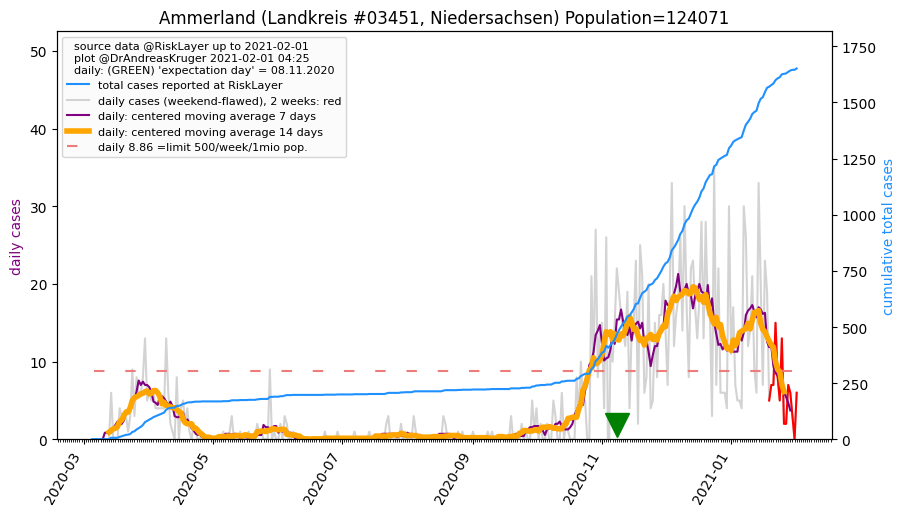 Ammerland (Landkreis #03451, Niedersachsen) Population=124071
source data @RiskLayer up to 2021-02-01
plot @DrAndreasKruger 2021-02-01 04:25
daily: (GREEN) 'expectation day' = 08.11.2020
total cases reported at RiskLayer
daily cases (weekend-flawed), 2 weeks: red
daily: centered moving average 7 days
daily: centered moving average 14 days
daily 8.86 =limit 500/week/1mio pop.
daily cases
50
40
30
20
10
0
1750
1500
1250
1000
750
500
250
0
cumulative total cases
2020-03
2020-05
2020-07
2020-09
2020-11
2021-01